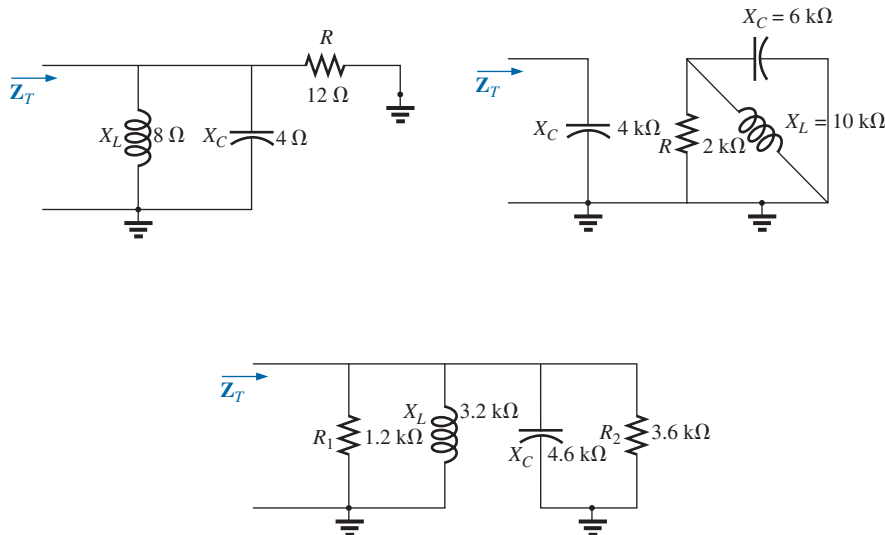 R
12 Ω
Z_T
X_L
8 Ω
X_C
4 Ω
X_C = 6 kΩ
Z_T
X_C
4 kΩ
R
2 kΩ
X_L = 10 kΩ
Z_T
R_1
1.2 kΩ
X_L
3.2 kΩ
X_C
4.6 kΩ
R_2
3.6 kΩ